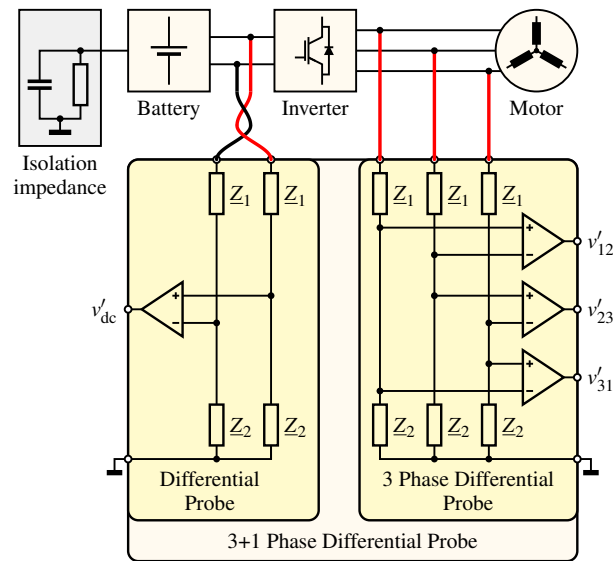 Battery
Inverter
Motor
Isolation
impedance
Z1 Z1 Z1 Z1 Z1
+
−
v′12
v′dc
+
−
+
−
v′23
+
−
v′31
Z2 Z2 Z2 Z2 Z2
Differential
Probe
3 Phase Differential
Probe
3+1 Phase Differential Probe